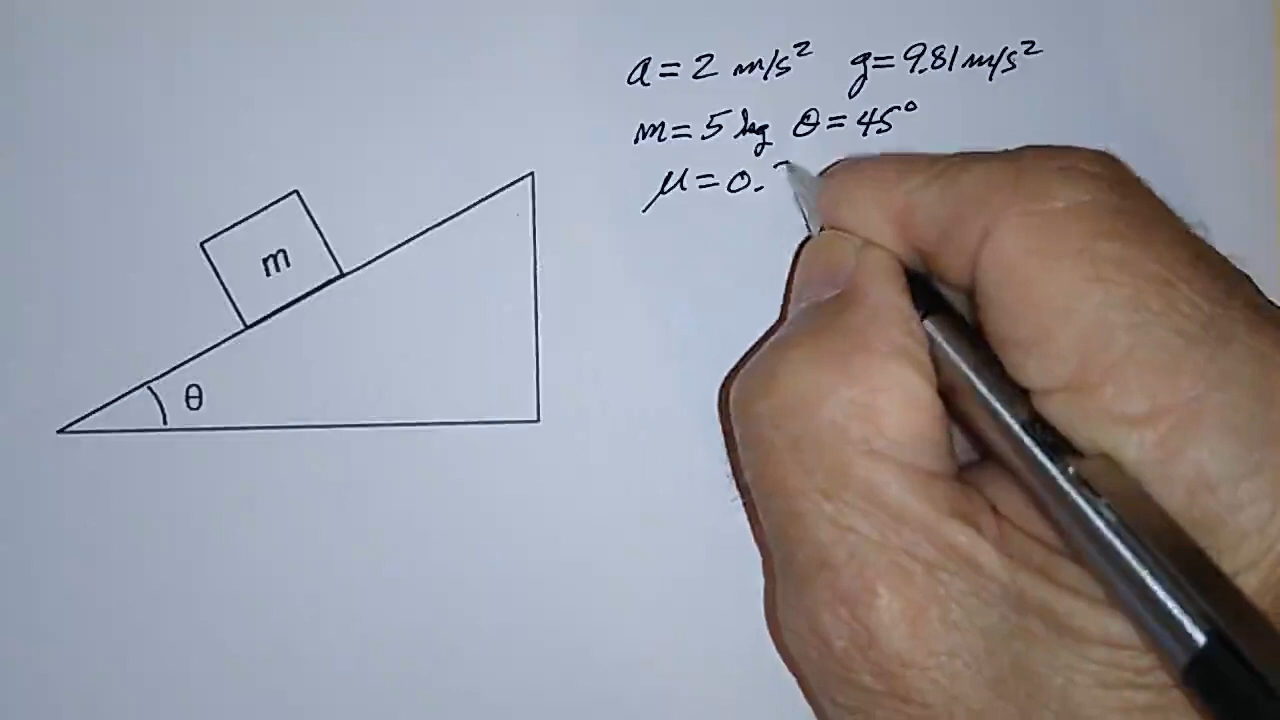 a = 2 m/s² g = 9.81 m/s²
m = 5 kg θ = 45°
μ = 0.
m
θ